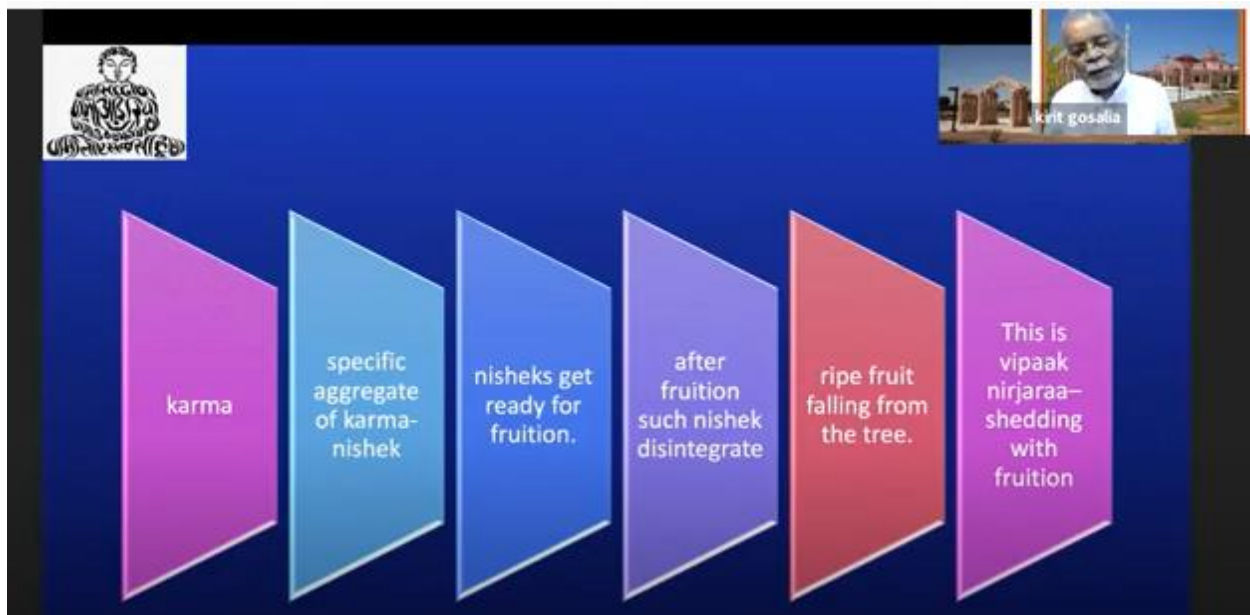 kirit gosalia
karma
specific
aggregate
of karma-
nishek
nisheks get
ready for
fruition.
after
fruition
such nishek
disintegrate
ripe fruit
falling from
the tree.
This is
vipaak
nirjaraa–
shedding
with
fruition